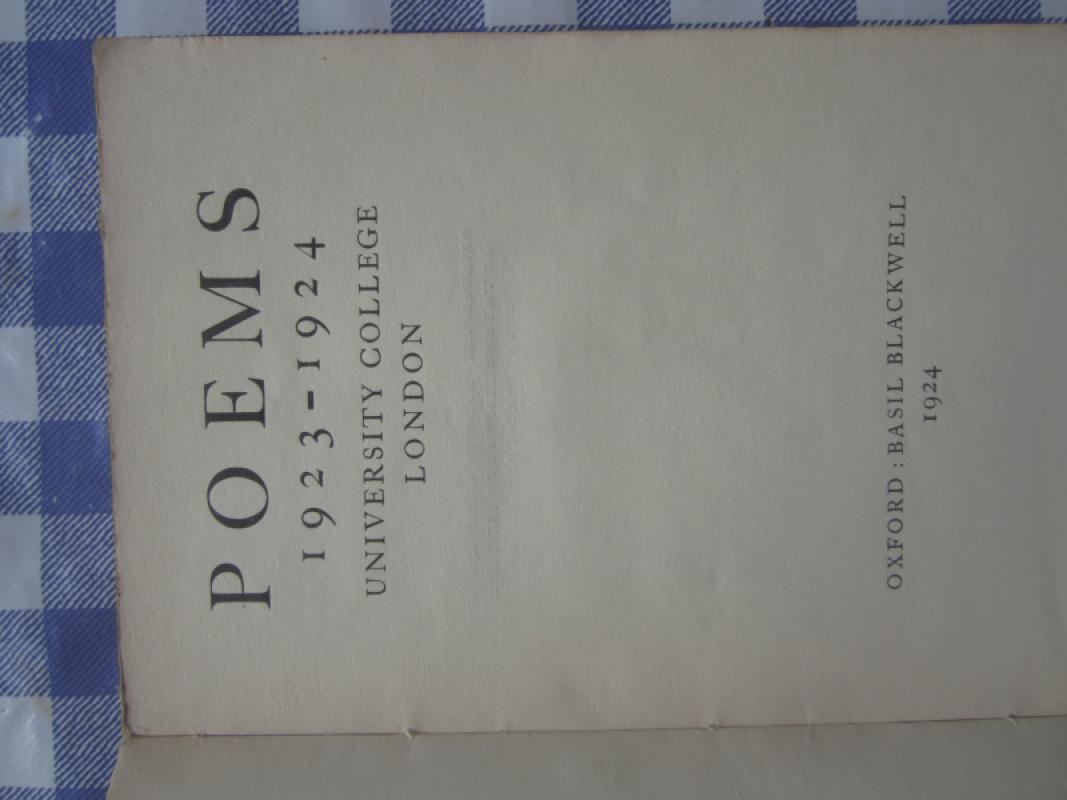 POEMS
1923-1924
UNIVERSITY COLLEGE
LONDON
OXFORD : BASIL BLACKWELL
1924